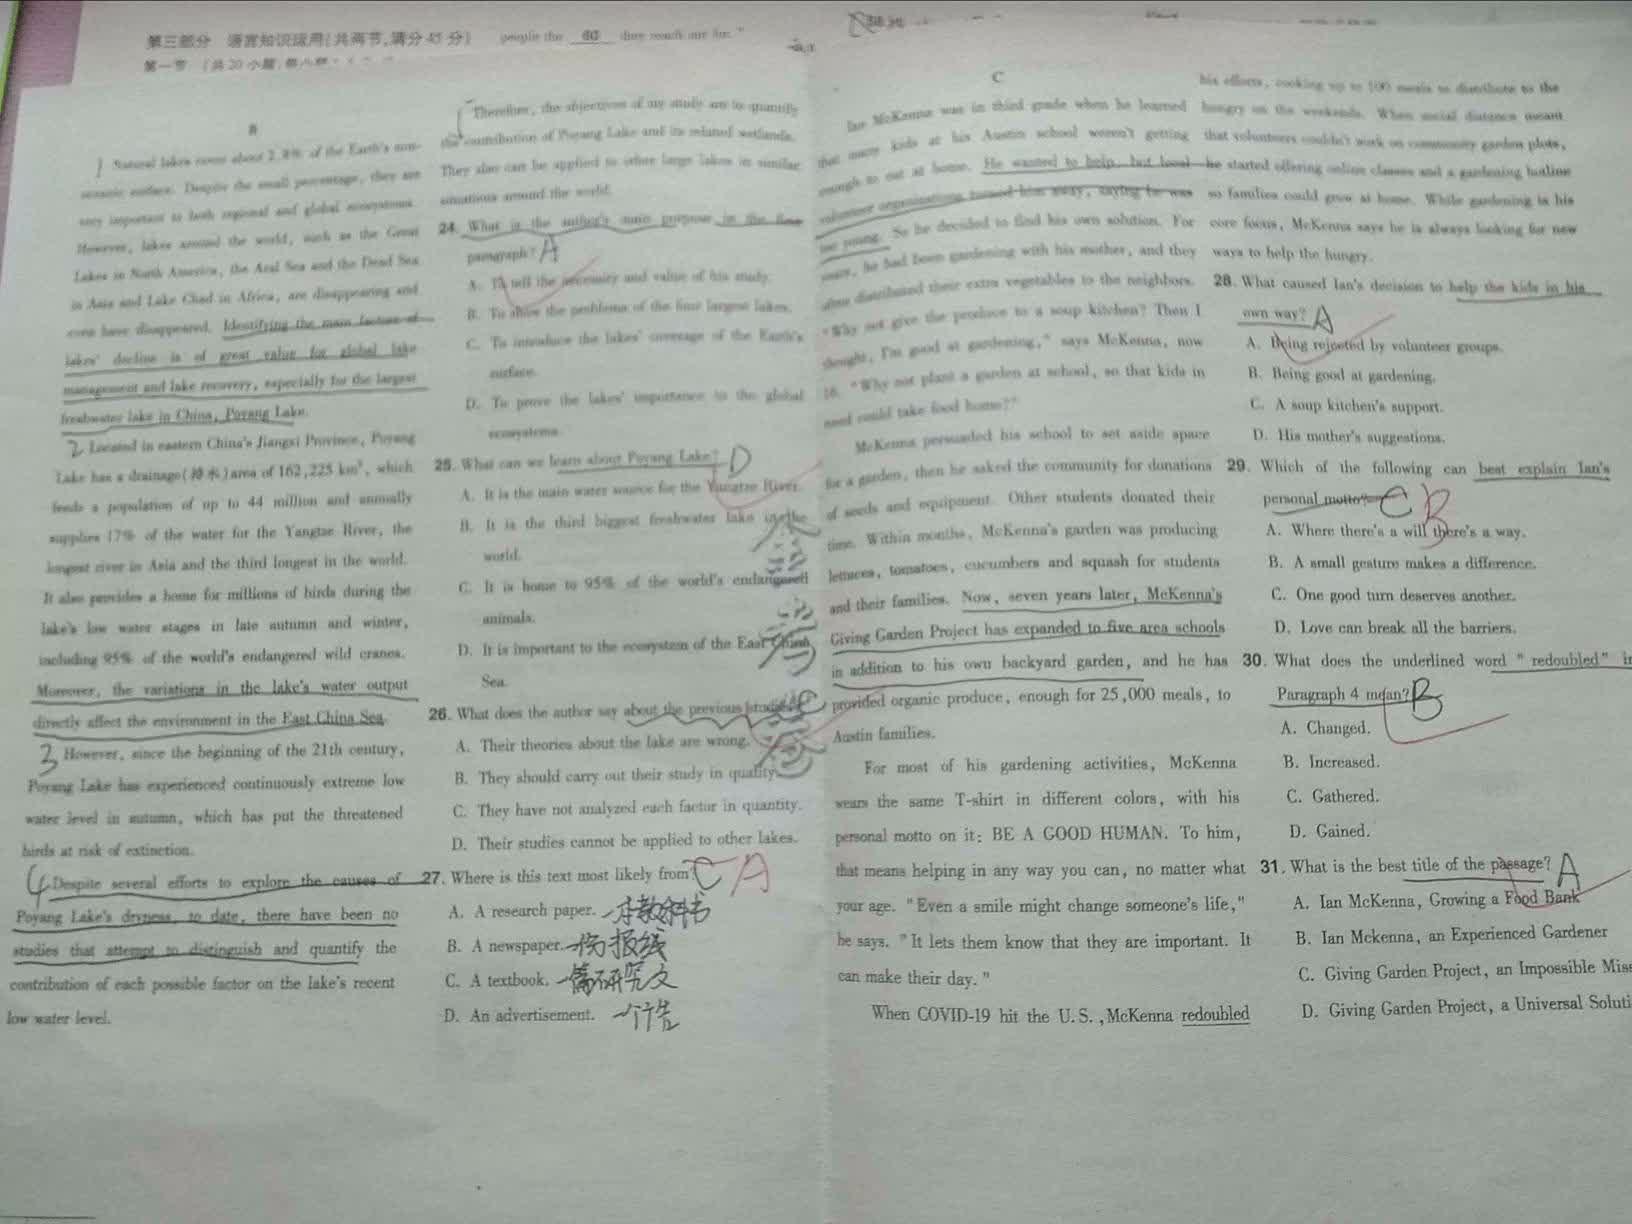 第三部分 语言知识运用(共两节,满分 45 分)
people the 60 they reach out for."
第一节 (共 20 小题,
B
Natural lakes cover about 2.8% of the Earth's non-
oceanic surface. Despite the small percentage, they are
very important to both regional and global ecosystems.
However, lakes around the world, such as the Great
Lakes in North America, the Aral Sea and the Dead Sea
in Asia and Lake Chad in Africa, are disappearing and
even have disappeared. Identifying the main factors of
lakes' decline is of great value for global lake
management and lake recovery, especially for the largest
freshwater lake in China, Poyang Lake.
2 Located in eastern China's Jiangxi Province, Poyang
Lake has a drainage(排水)area of 162,225 km², which
feeds a population of up to 44 million and annually
supplies 17% of the water for the Yangtze River, the
longest river in Asia and the third longest in the world.
It also provides a home for millions of birds during the
lake's low water stages in late autumn and winter,
including 95% of the world's endangered wild cranes.
Moreover, the variations in the lake's water output
directly affect the environment in the East China Sea.
3 However, since the beginning of the 21th century,
Poyang Lake has experienced continuously extreme low
water level in autumn, which has put the threatened
birds at risk of extinction.
4 Despite several efforts to explore the causes of
Poyang Lake's dryness, to date, there have been no
studies that attempt to distinguish and quantify the
contribution of each possible factor on the lake's recent
low water level.
Therefore, the objectives of my study are to quantify
the contribution of Poyang Lake and its related wetlands.
They also can be applied to other large lakes in similar
situations around the world.
24. What is the author's main purpose in the first
paragraph? A
A. To tell the necessity and value of his study.
B. To show the problems of the four largest lakes.
C. To introduce the lakes' coverage of the Earth's
surface.
D. To prove the lakes' importance to the global
ecosystems.
25. What can we learn about Poyang Lake? D
A. It is the main water source for the Yangtze River.
B. It is the third biggest freshwater lake in the
world.
C. It is home to 95% of the world's endangered
animals.
D. It is important to the ecosystem of the East China
Sea.
26. What does the author say about the previous studies? C
A. Their theories about the lake are wrong.
B. They should carry out their study in quality.
C. They have not analyzed each factor in quantity.
D. Their studies cannot be applied to other lakes.
27. Where is this text most likely from? C A
A. A research paper. 教科书
B. A newspaper. 报
C. A textbook. 研究文
D. An advertisement. 一个广告
C
Ian McKenna was in third grade when he learned
that many kids at his Austin school weren't getting
enough to eat at home. He wanted to help, but local
volunteer organizations turned him away, saying he was
too young. So he decided to find his own solution. For
years, he had been gardening with his mother, and they
often distributed their extra vegetables to the neighbors.
"Why not give the produce to a soup kitchen? Then I
thought, I'm good at gardening," says McKenna, now
16. "Why not plant a garden at school, so that kids in
need could take food home?"
McKenna persuaded his school to set aside space
for a garden, then he asked the community for donations
of seeds and equipment. Other students donated their
time. Within months, McKenna's garden was producing
lettuces, tomatoes, cucumbers and squash for students
and their families. Now, seven years later, McKenna's
Giving Garden Project has expanded to five area schools
in addition to his own backyard garden, and he has
provided organic produce, enough for 25,000 meals, to
Austin families.
For most of his gardening activities, McKenna
wears the same T-shirt in different colors, with his
personal motto on it: BE A GOOD HUMAN. To him,
that means helping in any way you can, no matter what
your age. "Even a smile might change someone's life,"
he says. "It lets them know that they are important. It
can make their day."
When COVID-19 hit the U.S., McKenna redoubled
his efforts, cooking up to 100 meals to distribute to the
hungry on the weekends. When social distance meant
that volunteers couldn't work on community garden plots,
he started offering online classes and a gardening hotline
so families could grow at home. While gardening is his
core focus, McKenna says he is always looking for new
ways to help the hungry.
28. What caused Ian's decision to help the kids in his
own way? A
A. Being rejected by volunteer groups.
B. Being good at gardening.
C. A soup kitchen's support.
D. His mother's suggestions.
29. Which of the following can best explain Ian's
personal motto? C B
A. Where there's a will there's a way.
B. A small gesture makes a difference.
C. One good turn deserves another.
D. Love can break all the barriers.
30. What does the underlined word "redoubled" in
Paragraph 4 mean? B
A. Changed.
B. Increased.
C. Gathered.
D. Gained.
31. What is the best title of the passage? A
A. Ian McKenna, Growing a Food Bank
B. Ian Mckenna, an Experienced Gardener
C. Giving Garden Project, an Impossible Miss
D. Giving Garden Project, a Universal Soluti